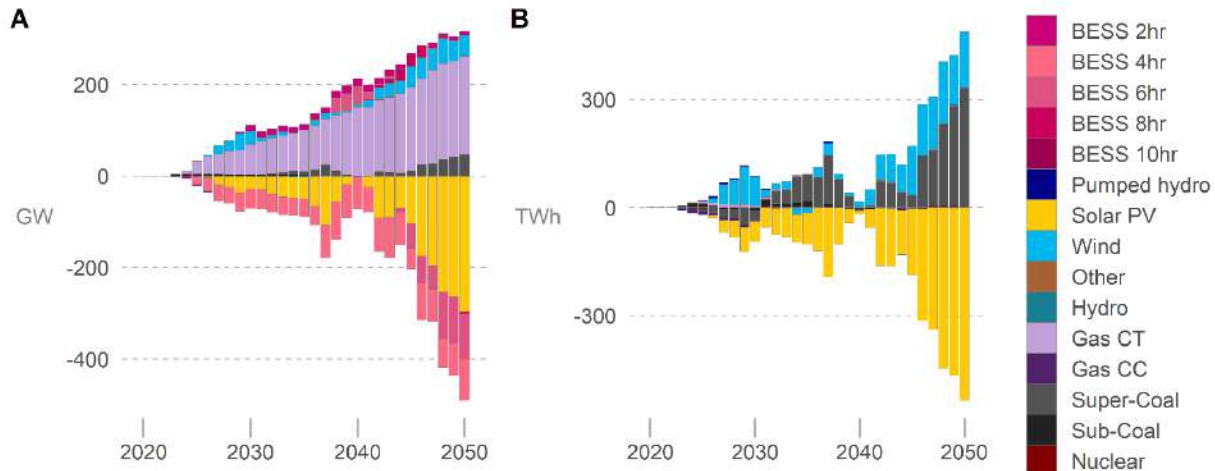 A
B
200
0
GW
-200
-400
2020
2030
2040
2050
300
0
TWh
-300
2020
2030
2040
2050
BESS 2hr
BESS 4hr
BESS 6hr
BESS 8hr
BESS 10hr
Pumped hydro
Solar PV
Wind
Other
Hydro
Gas CT
Gas CC
Super-Coal
Sub-Coal
Nuclear